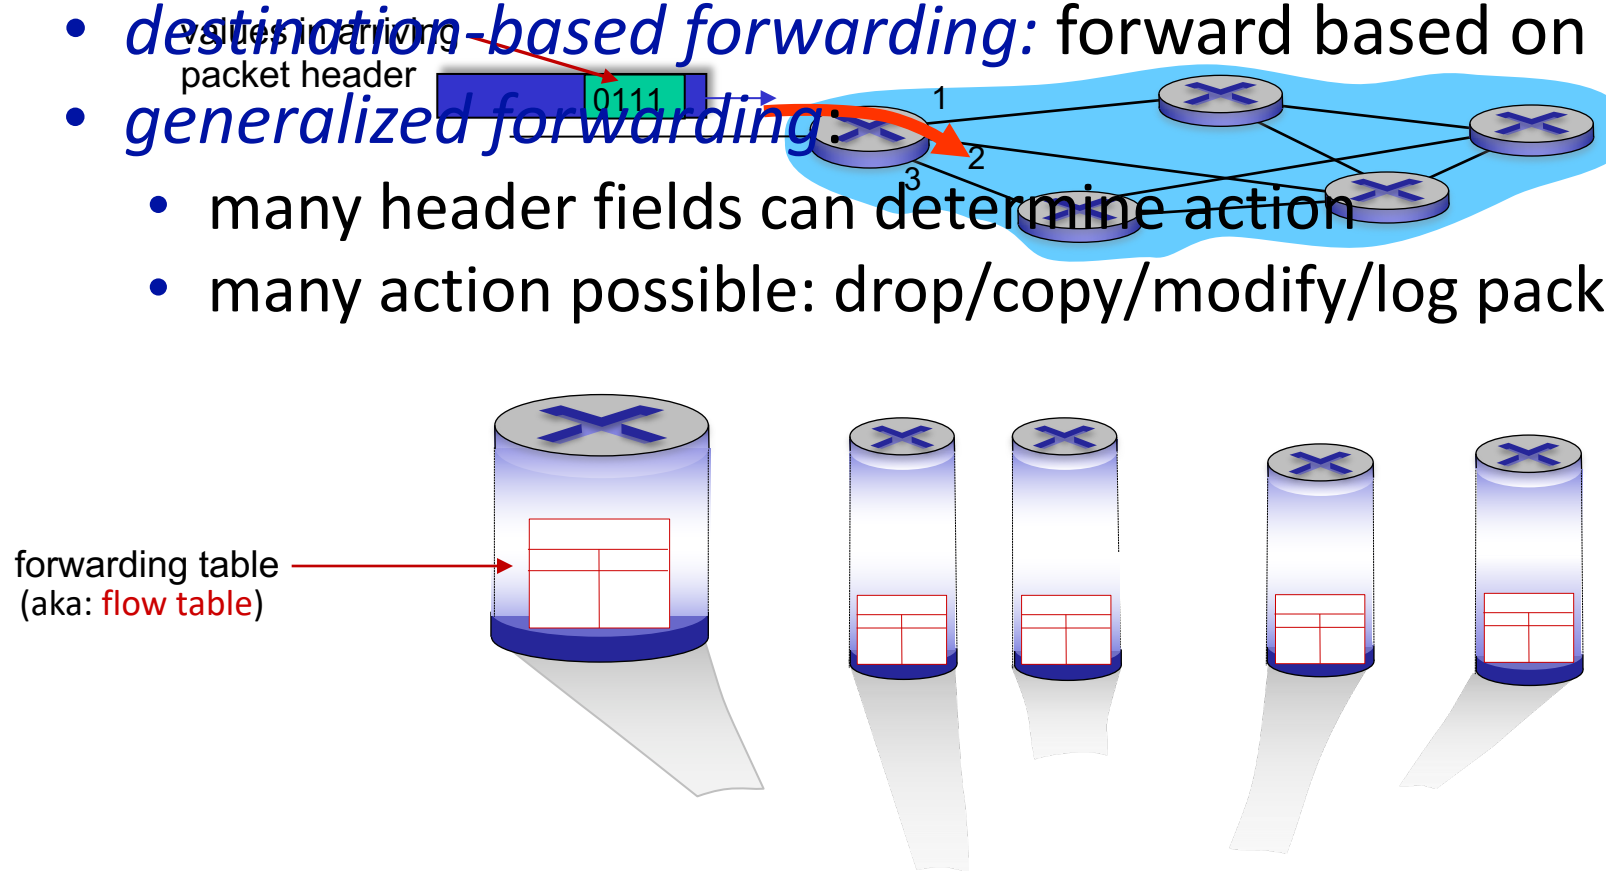 • destination-based forwarding: forward based on
values in arriving
packet header
0111
• generalized forwarding:
1
2
3
• many header fields can determine action
• many action possible: drop/copy/modify/log pack
forwarding table
(aka: flow table)